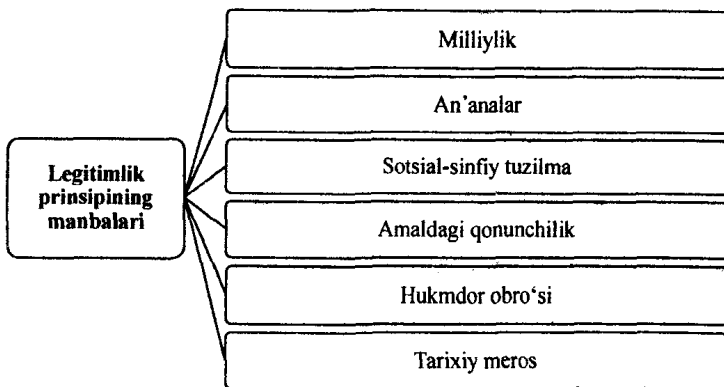 Milliylik
An’analar
Legitimlik
prinsipining
manbalari
Sotsial-sinfiy tuzilma
Amaldagi qonunchilik
Hukmdor obro‘si
Tarixiy meros